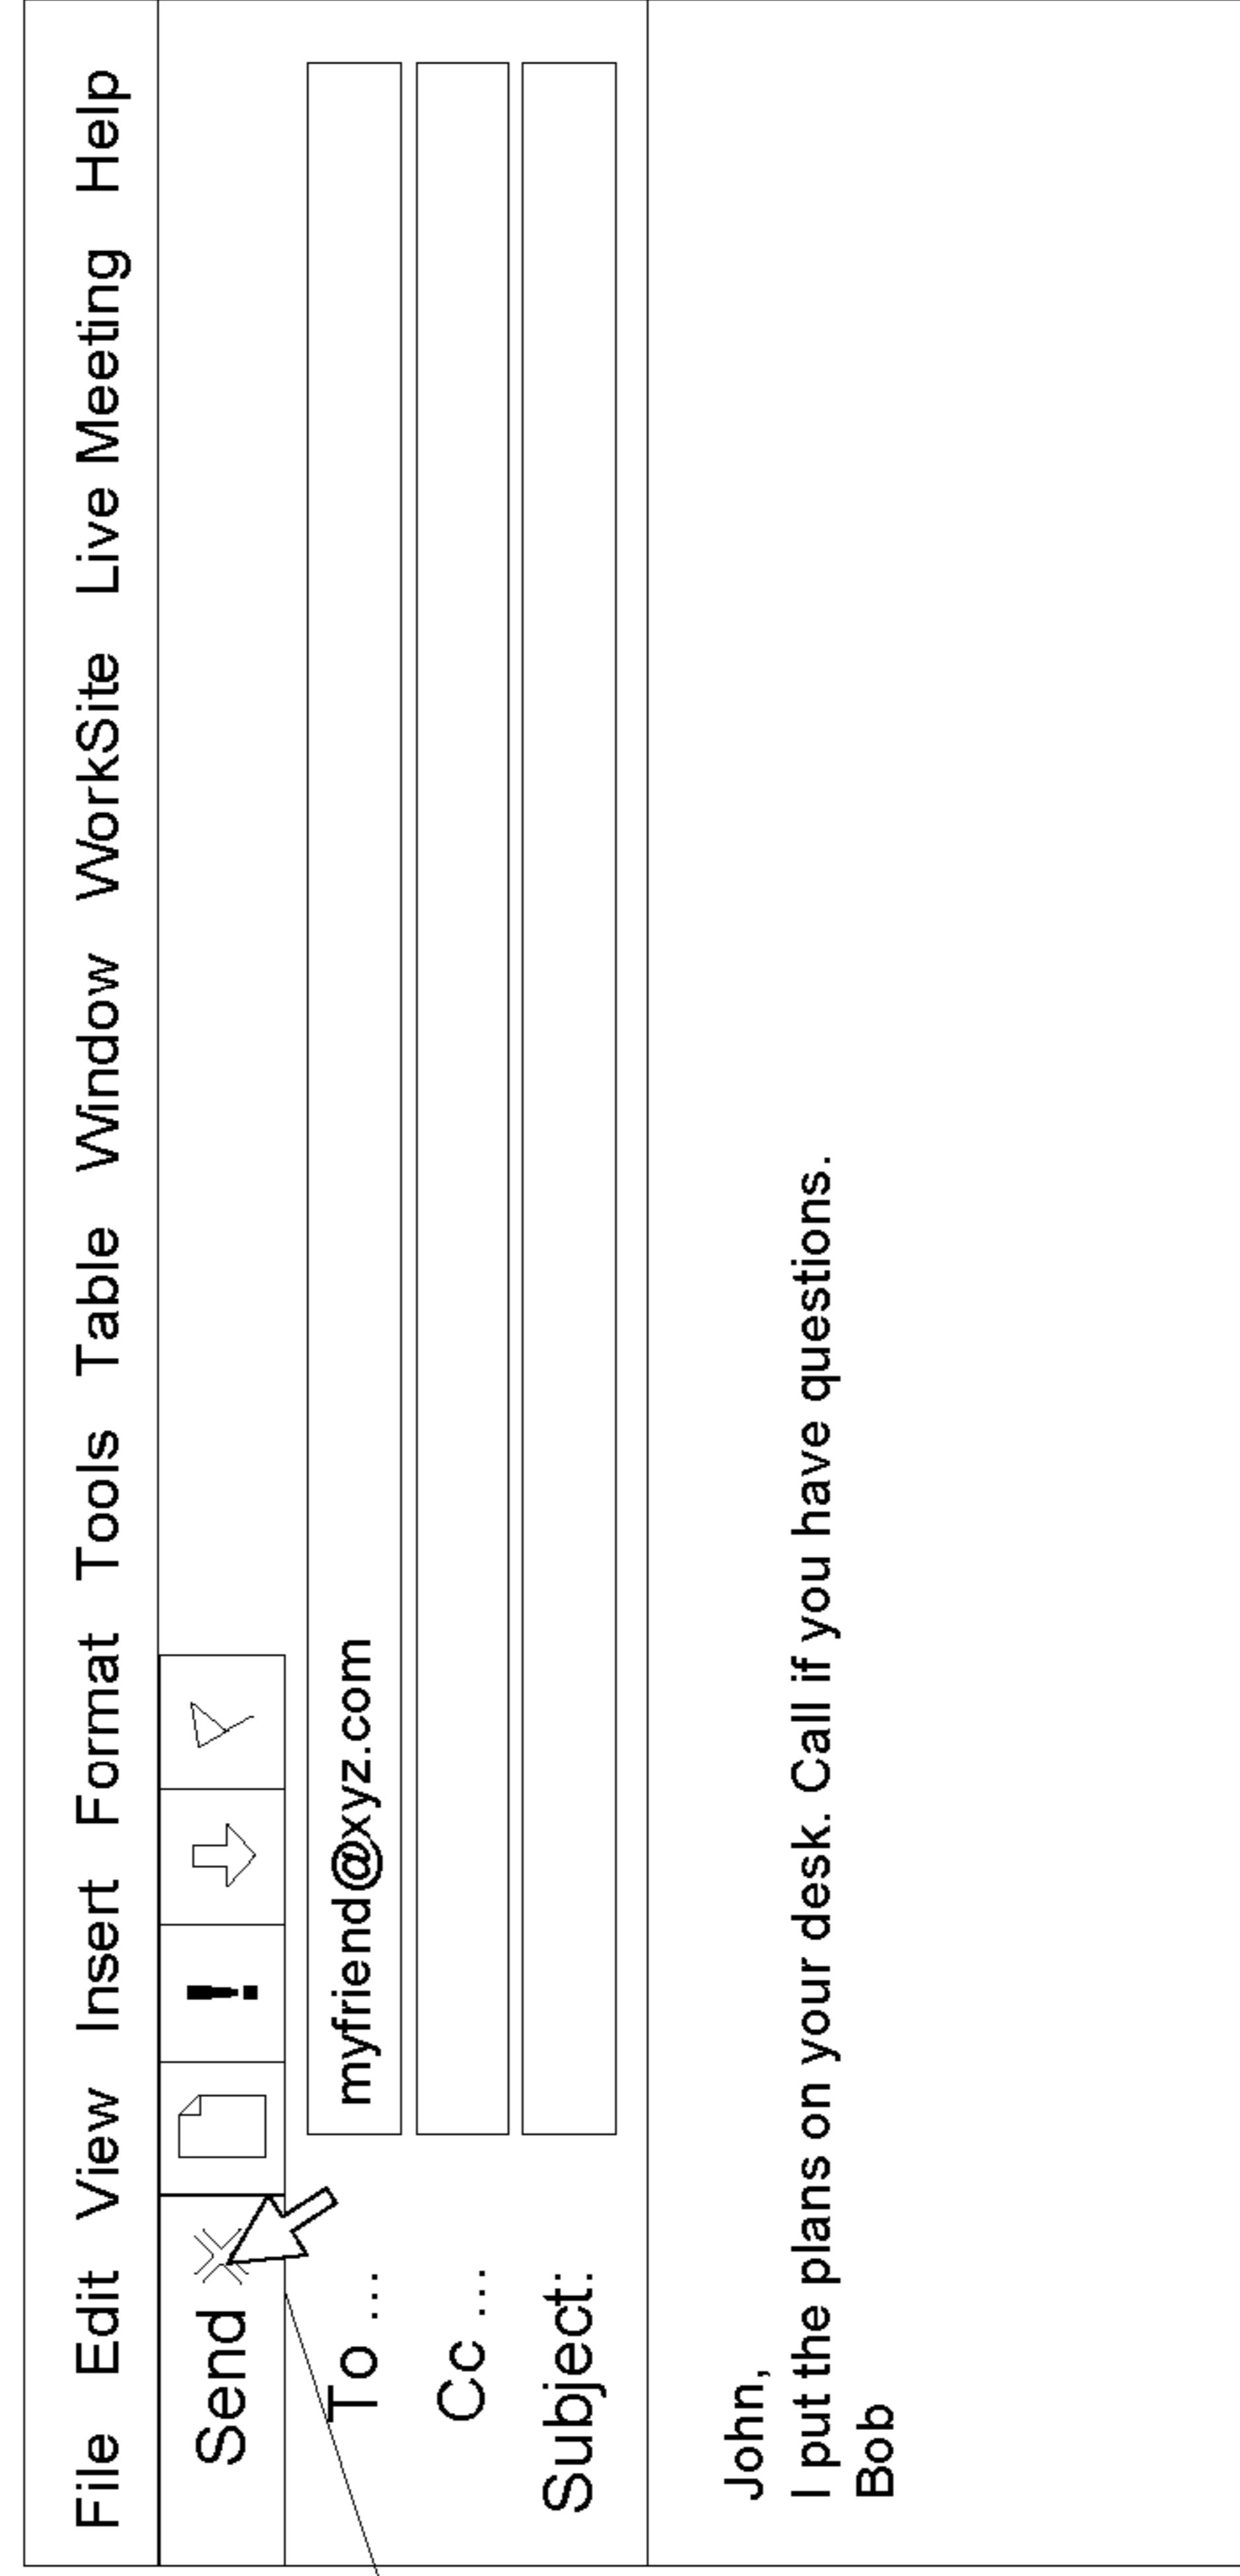 File Edit View Insert Format Tools Table Window WorkSite Live Meeting Help
Send !
To ... myfriend@xyz.com
Cc ...
Subject:
John,
I put the plans on your desk. Call if you have questions.
Bob